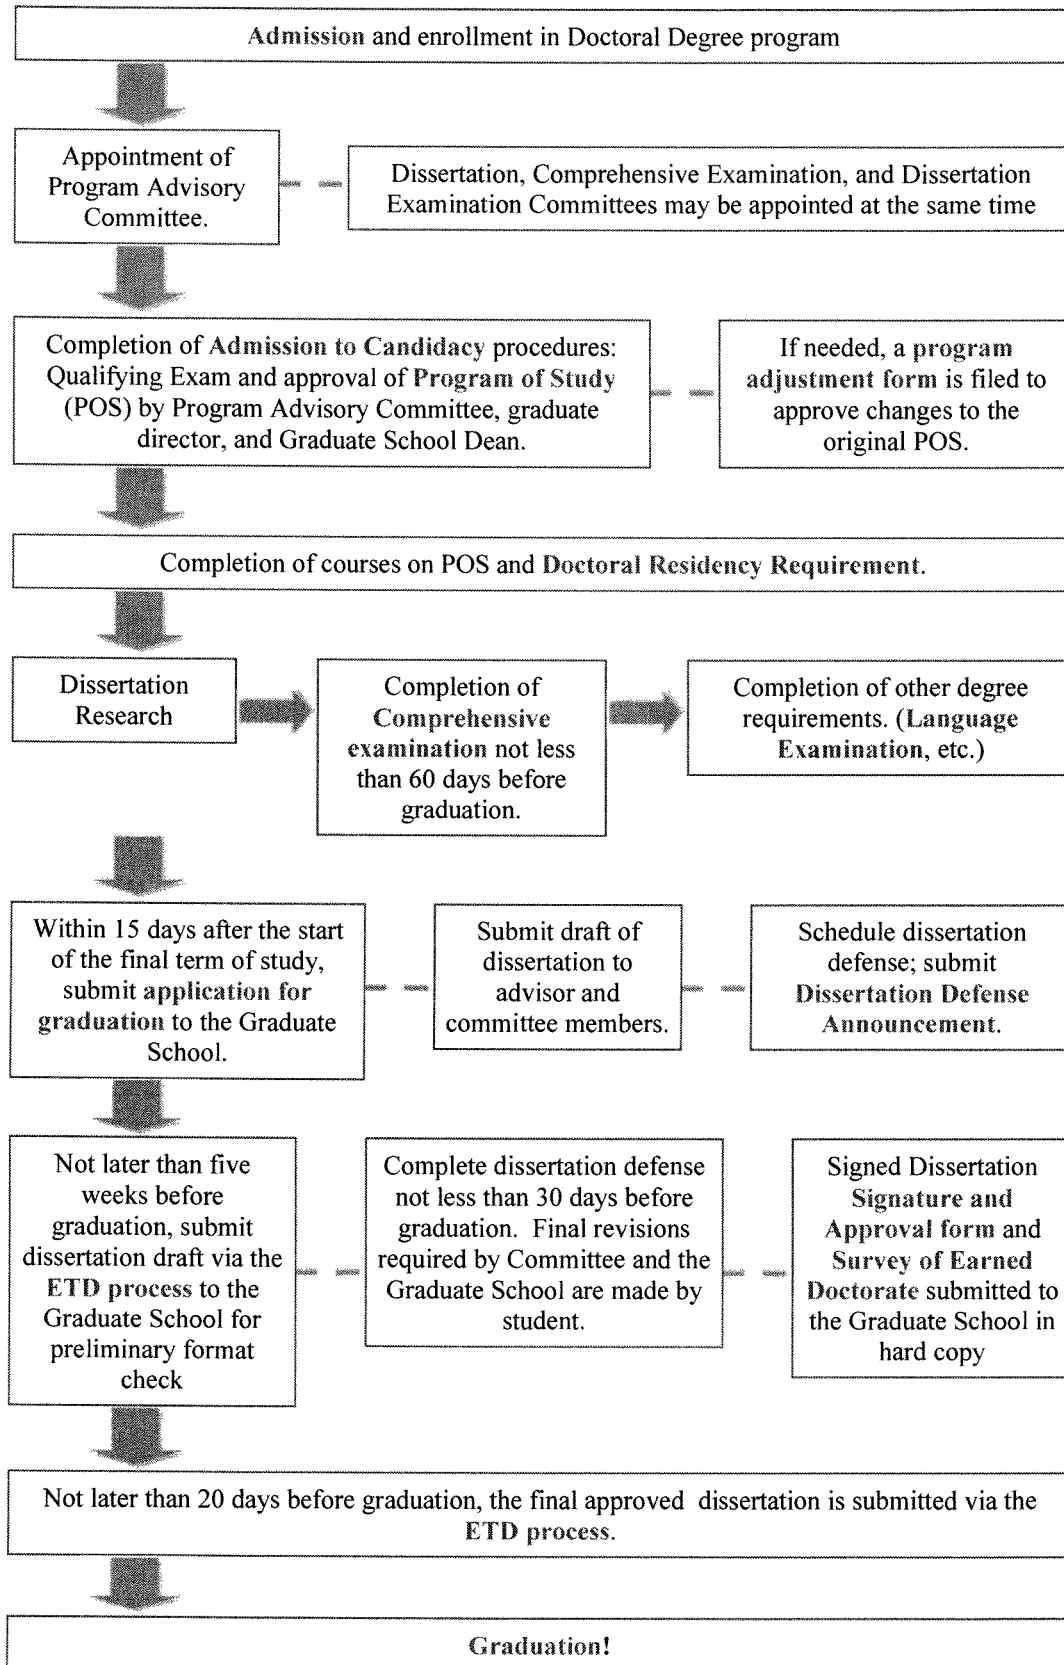 Admission and enrollment in Doctoral Degree program
Appointment of
Program Advisory
Committee.
Dissertation, Comprehensive Examination, and Dissertation
Examination Committees may be appointed at the same time
Completion of Admission to Candidacy procedures:
Qualifying Exam and approval of Program of Study
(POS) by Program Advisory Committee, graduate
director, and Graduate School Dean.
If needed, a program
adjustment form is filed to
approve changes to the
original POS.
Completion of courses on POS and Doctoral Residency Requirement.
Dissertation
Research
Completion of
Comprehensive
examination not less
than 60 days before
graduation.
Completion of other degree
requirements. (Language
Examination, etc.)
Within 15 days after the start
of the final term of study,
submit application for
graduation to the Graduate
School.
Submit draft of
dissertation to
advisor and
committee members.
Schedule dissertation
defense; submit
Dissertation Defense
Announcement.
Not later than five
weeks before
graduation, submit
dissertation draft via the
ETD process to the
Graduate School for
preliminary format
check
Complete dissertation defense
not less than 30 days before
graduation.  Final revisions
required by Committee and the
Graduate School are made by
student.
Signed Dissertation
Signature and
Approval form and
Survey of Earned
Doctorate submitted to
the Graduate School in
hard copy
Not later than 20 days before graduation, the final approved  dissertation is submitted via the
ETD process.
Graduation!